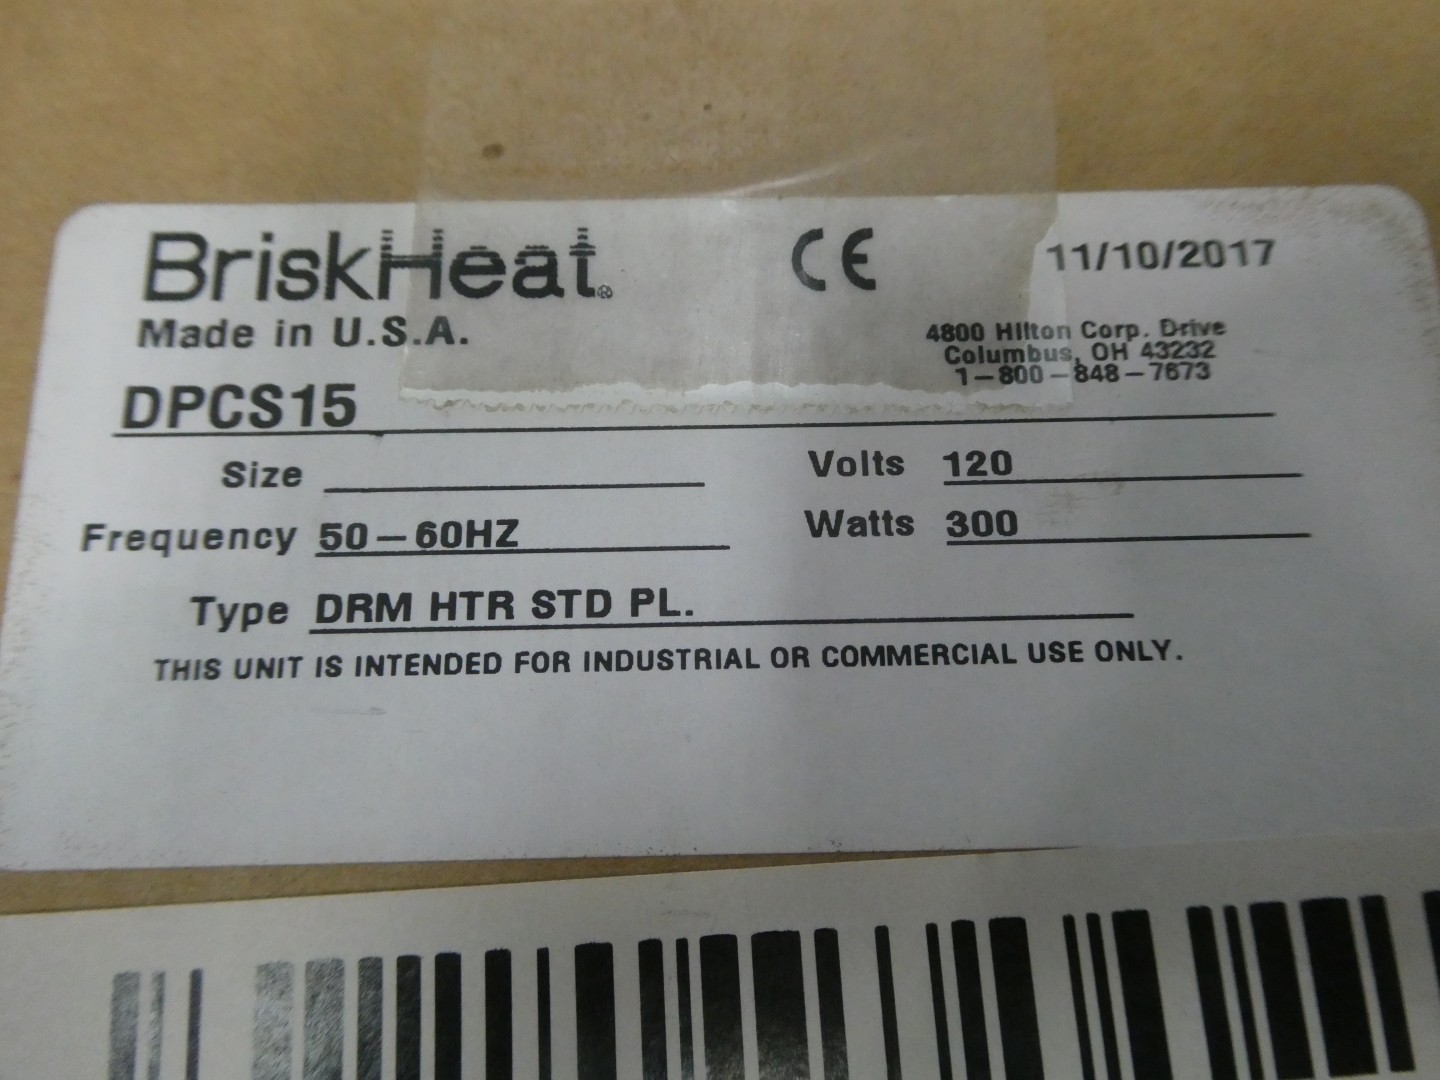 BriskHeat®
CE
11/10/2017
Made in U.S.A.
4800 Hilton Corp. Drive
Columbus, OH 43232
1-800-848-7673
DPCS15
Size
Volts 120
Frequency 50-60HZ
Watts 300
Type DRM HTR STD PL.
THIS UNIT IS INTENDED FOR INDUSTRIAL OR COMMERCIAL USE ONLY.